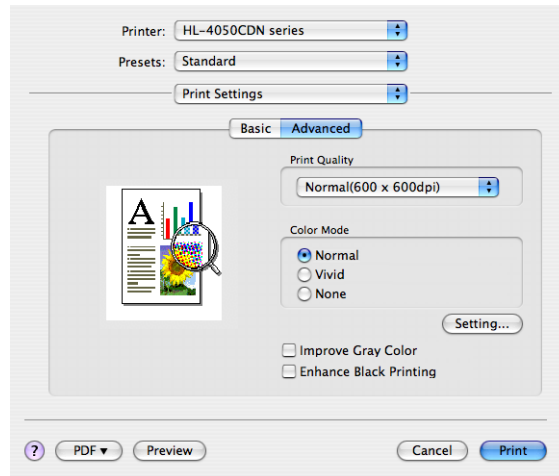 Printer: HL-4050CDN series
Presets: Standard
Print Settings
Basic Advanced
Print Quality
Normal(600 x 600dpi)
A
Color Mode
Normal
Vivid
None
Setting...
Improve Gray Color
Enhance Black Printing
? PDF▼ Preview Cancel Print